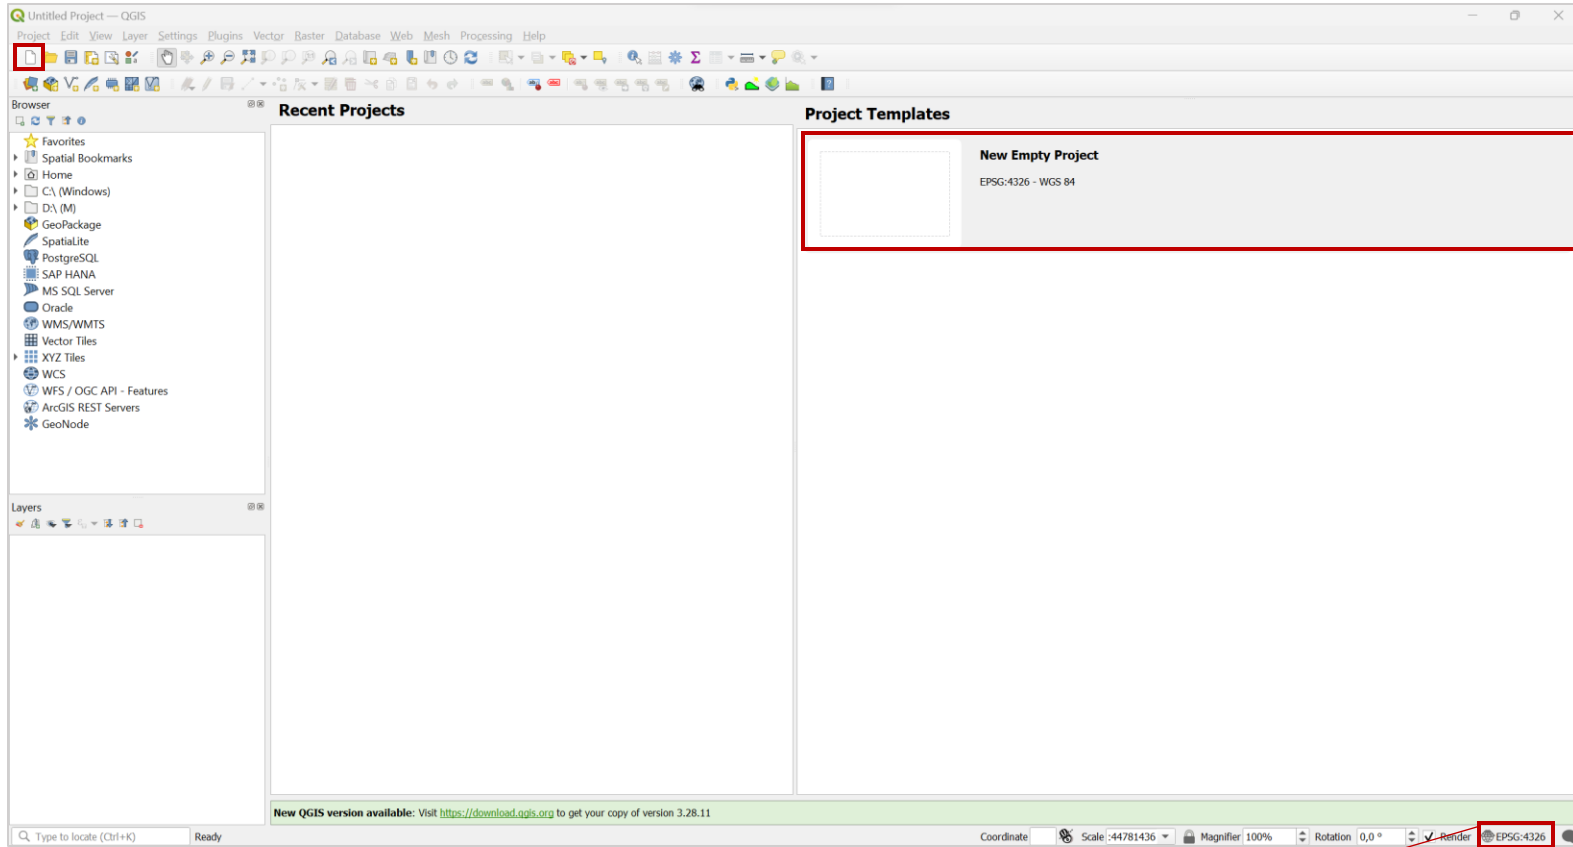 Untitled Project — QGIS
Project Edit View Layer Settings Plugins Vector Raster Database Web Mesh Processing Help
Browser
Favorites
Spatial Bookmarks
Home
C:\ (Windows)
D:\ (M)
GeoPackage
SpatiaLite
PostgreSQL
SAP HANA
MS SQL Server
Oracle
WMS/WMTS
Vector Tiles
XYZ Tiles
WCS
WFS / OGC API - Features
ArcGIS REST Servers
GeoNode
Layers
Recent Projects
Project Templates
New Empty Project
EPSG:4326 - WGS 84
New QGIS version available: Visit https://download.qgis.org to get your copy of version 3.28.11
Type to locate (Ctrl+K) Ready Coordinate Scale :44781436 Magnifier 100% Rotation 0,0 ° Render EPSG:4326